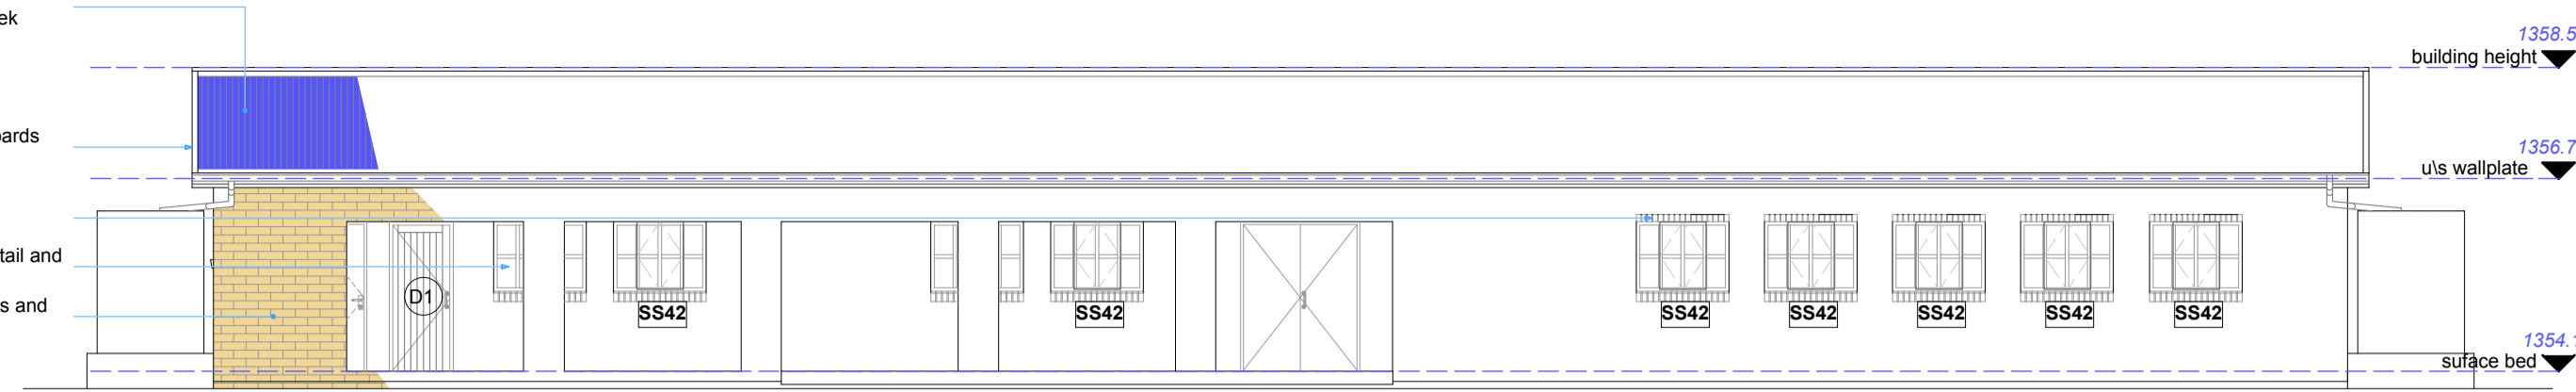 ek
1358.5
building height
ards
1356.7
u\s wallplate
tail and
D1
s and
SS42
SS42
SS42
SS42
SS42
SS42
SS42
1354.1
suface bed